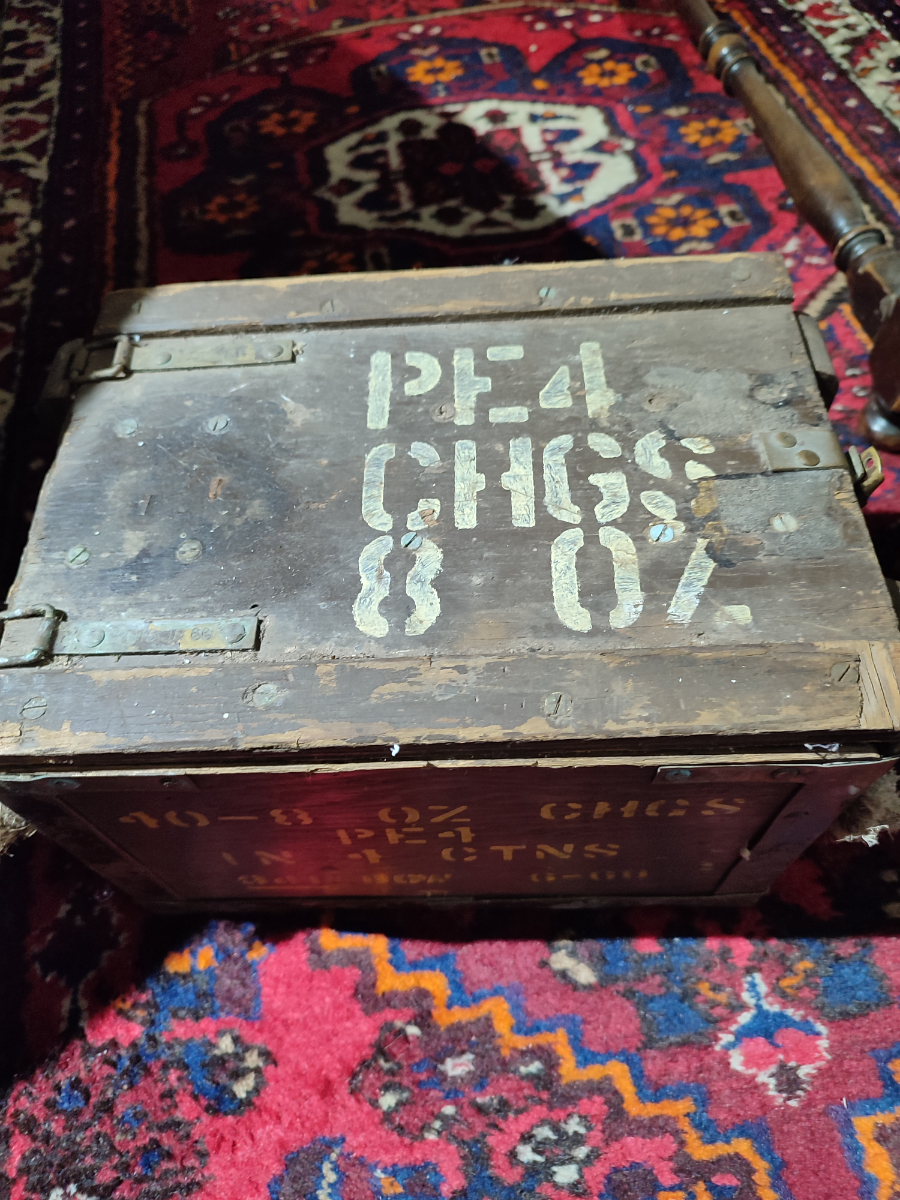 PE4
CHGS
8 OZ
40-8 OZ CHGS
PE4
IN 4 CTNS